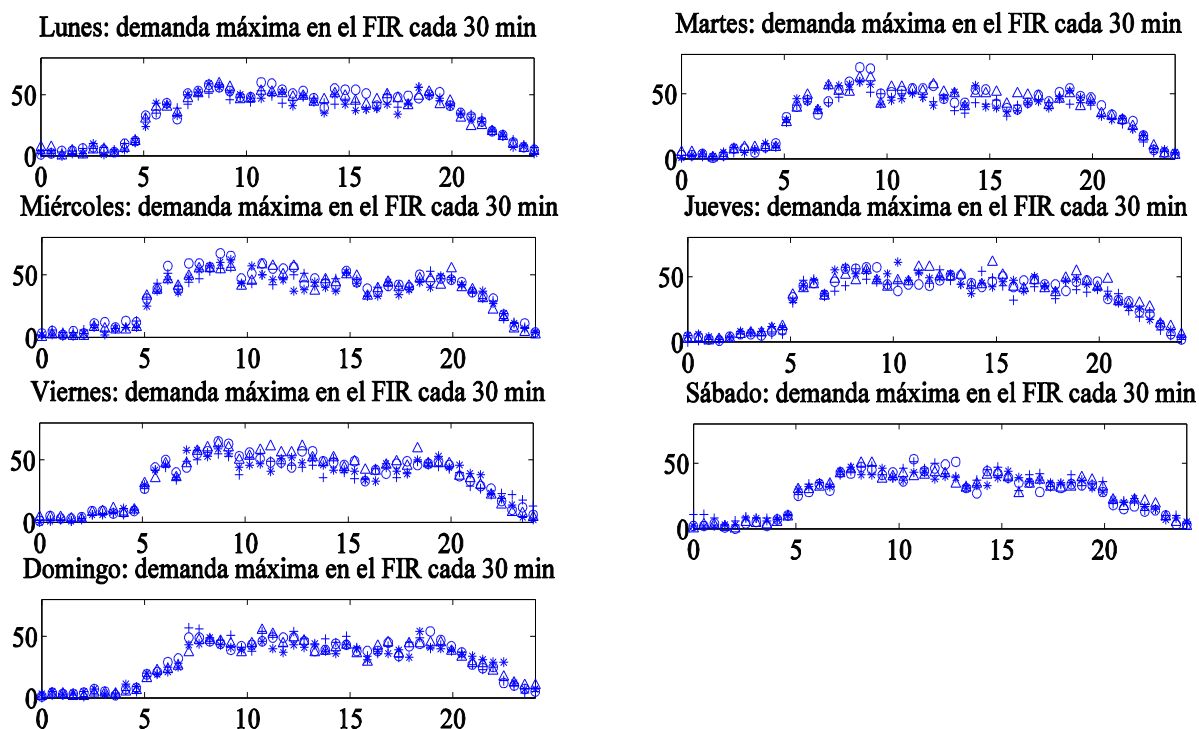 Lunes: demanda máxima en el FIR cada 30 min
50
0
0 5 10 15 20
Martes: demanda máxima en el FIR cada 30 min
50
0
0 5 10 15 20
Miércoles: demanda máxima en el FIR cada 30 min
50
0
0 5 10 15 20
Jueves: demanda máxima en el FIR cada 30 min
50
0
0 5 10 15 20
Viernes: demanda máxima en el FIR cada 30 min
50
0
0 5 10 15 20
Sábado: demanda máxima en el FIR cada 30 min
50
0
0 5 10 15 20
Domingo: demanda máxima en el FIR cada 30 min
50
0
0 5 10 15 20